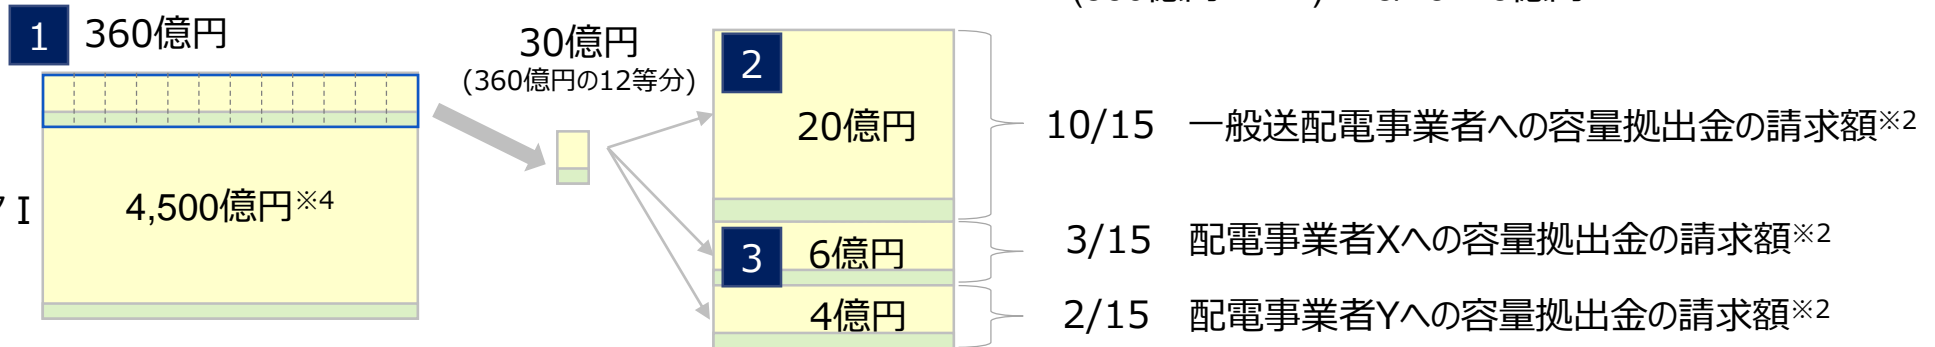 1
360億円
30億円
(360億円の12等分)
4,500億円※4
2
20億円
10/15 一般送配電事業者への容量拠出金の請求額※2
3
6億円
3/15 配電事業者Xへの容量拠出金の請求額※2
4億円
2/15 配電事業者Yへの容量拠出金の請求額※2